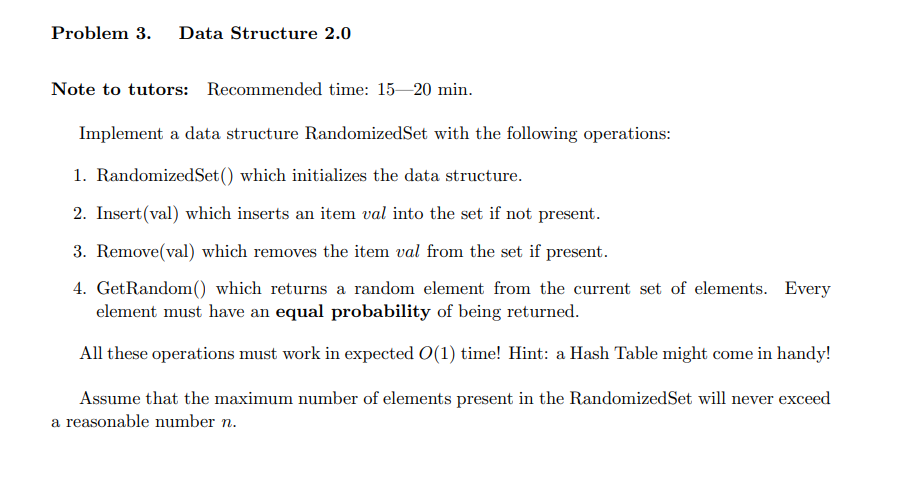 Problem 3. Data Structure 2.0
Note to tutors: Recommended time: 15—20 min.
Implement a data structure RandomizedSet with the following operations:
1. RandomizedSet() which initializes the data structure.
2. Insert(val) which inserts an item val into the set if not present.
3. Remove(val) which removes the item val from the set if present.
4. GetRandom() which returns a random element from the current set of elements. Every
element must have an equal probability of being returned.
All these operations must work in expected O(1) time! Hint: a Hash Table might come in handy!
Assume that the maximum number of elements present in the RandomizedSet will never exceed
a reasonable number n.